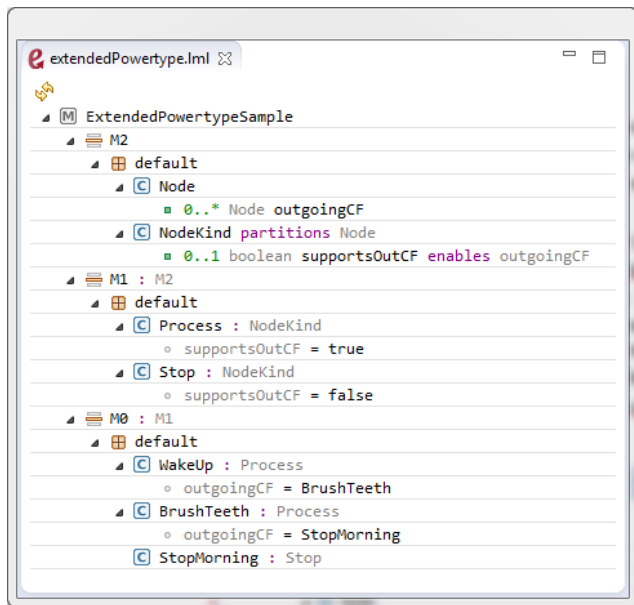 extendedPowertype.lml
M ExtendedPowertypeSample
M2
default
C Node
0..* Node outgoingCF
C NodeKind partitions Node
0..1 boolean supportsOutCF enables outgoingCF
M1 : M2
default
C Process : NodeKind
supportsOutCF = true
C Stop : NodeKind
supportsOutCF = false
M0 : M1
default
C WakeUp : Process
outgoingCF = BrushTeeth
C BrushTeeth : Process
outgoingCF = StopMorning
C StopMorning : Stop